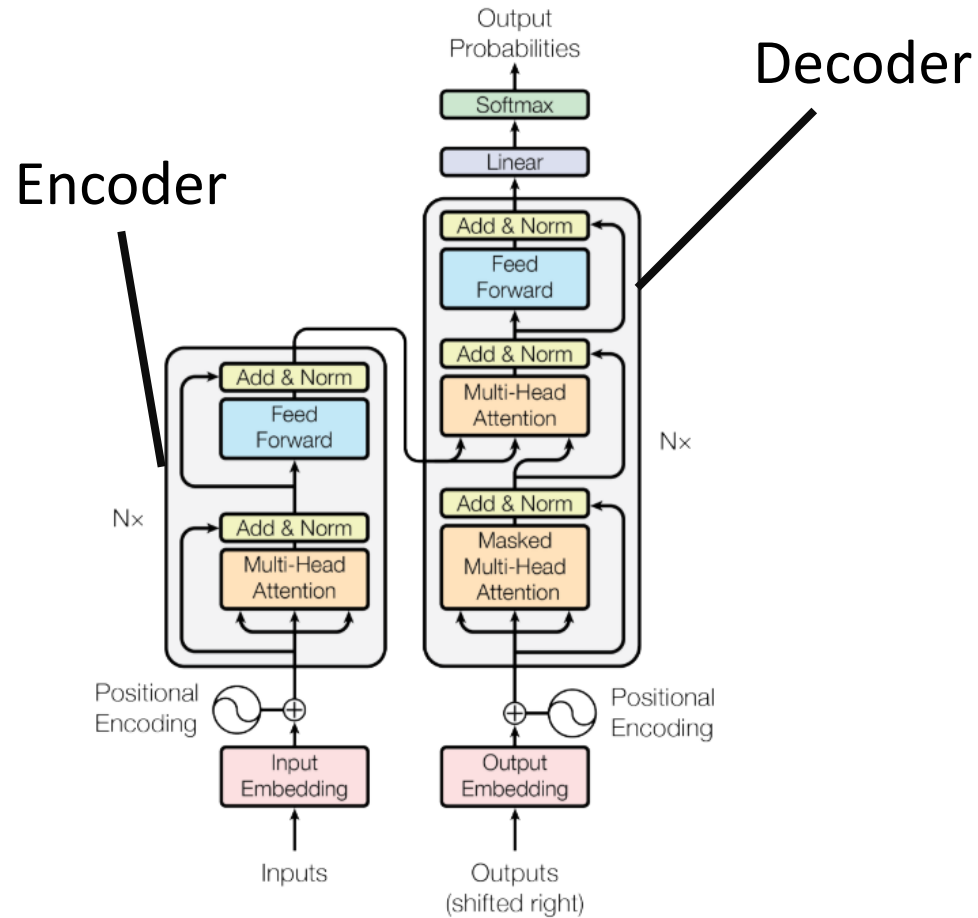 Output
Probabilities
Decoder
Softmax
Linear
Encoder
Add & Norm
Feed
Forward
Add & Norm
Multi-Head
Attention
Nx
Add & Norm
Masked
Multi-Head
Attention
Add & Norm
Feed
Forward
Nx
Add & Norm
Multi-Head
Attention
Positional
Encoding
Positional
Encoding
Input
Embedding
Output
Embedding
Inputs
Outputs
(shifted right)